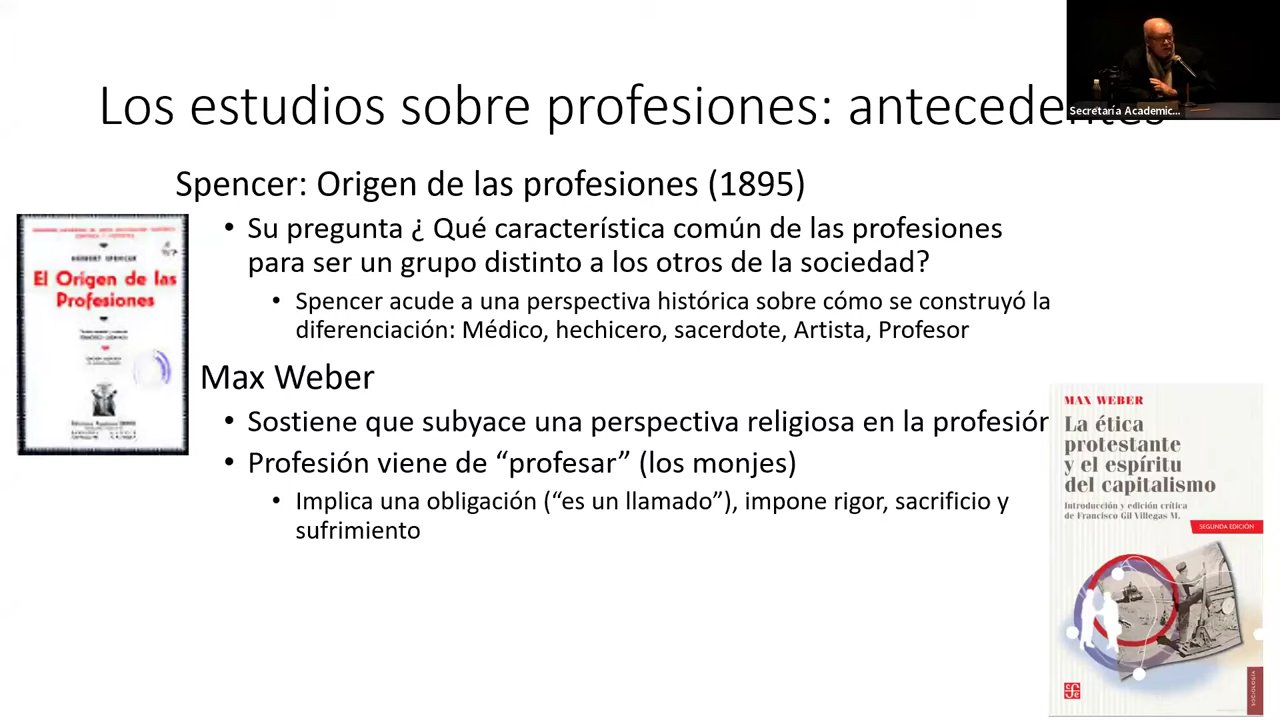 Secretaría Academic...
Los estudios sobre profesiones: antecedentes
Spencer: Origen de las profesiones (1895)
• Su pregunta ¿ Qué característica común de las profesiones
para ser un grupo distinto a los otros de la sociedad?
• Spencer acude a una perspectiva histórica sobre cómo se construyó la
diferenciación: Médico, hechicero, sacerdote, Artista, Profesor
HERBERT SPENCER
El Origen de las
Profesiones
Max Weber
• Sostiene que subyace una perspectiva religiosa en la profesión
• Profesión viene de “profesar” (los monjes)
• Implica una obligación (“es un llamado”), impone rigor, sacrificio y
sufrimiento
MAX WEBER
La ética
protestante
y el espíritu
del capitalismo
Introducción y edición crítica
de Francisco Gil Villegas M.
SEGUNDA EDICIÓN
SOCIOLOGÍA